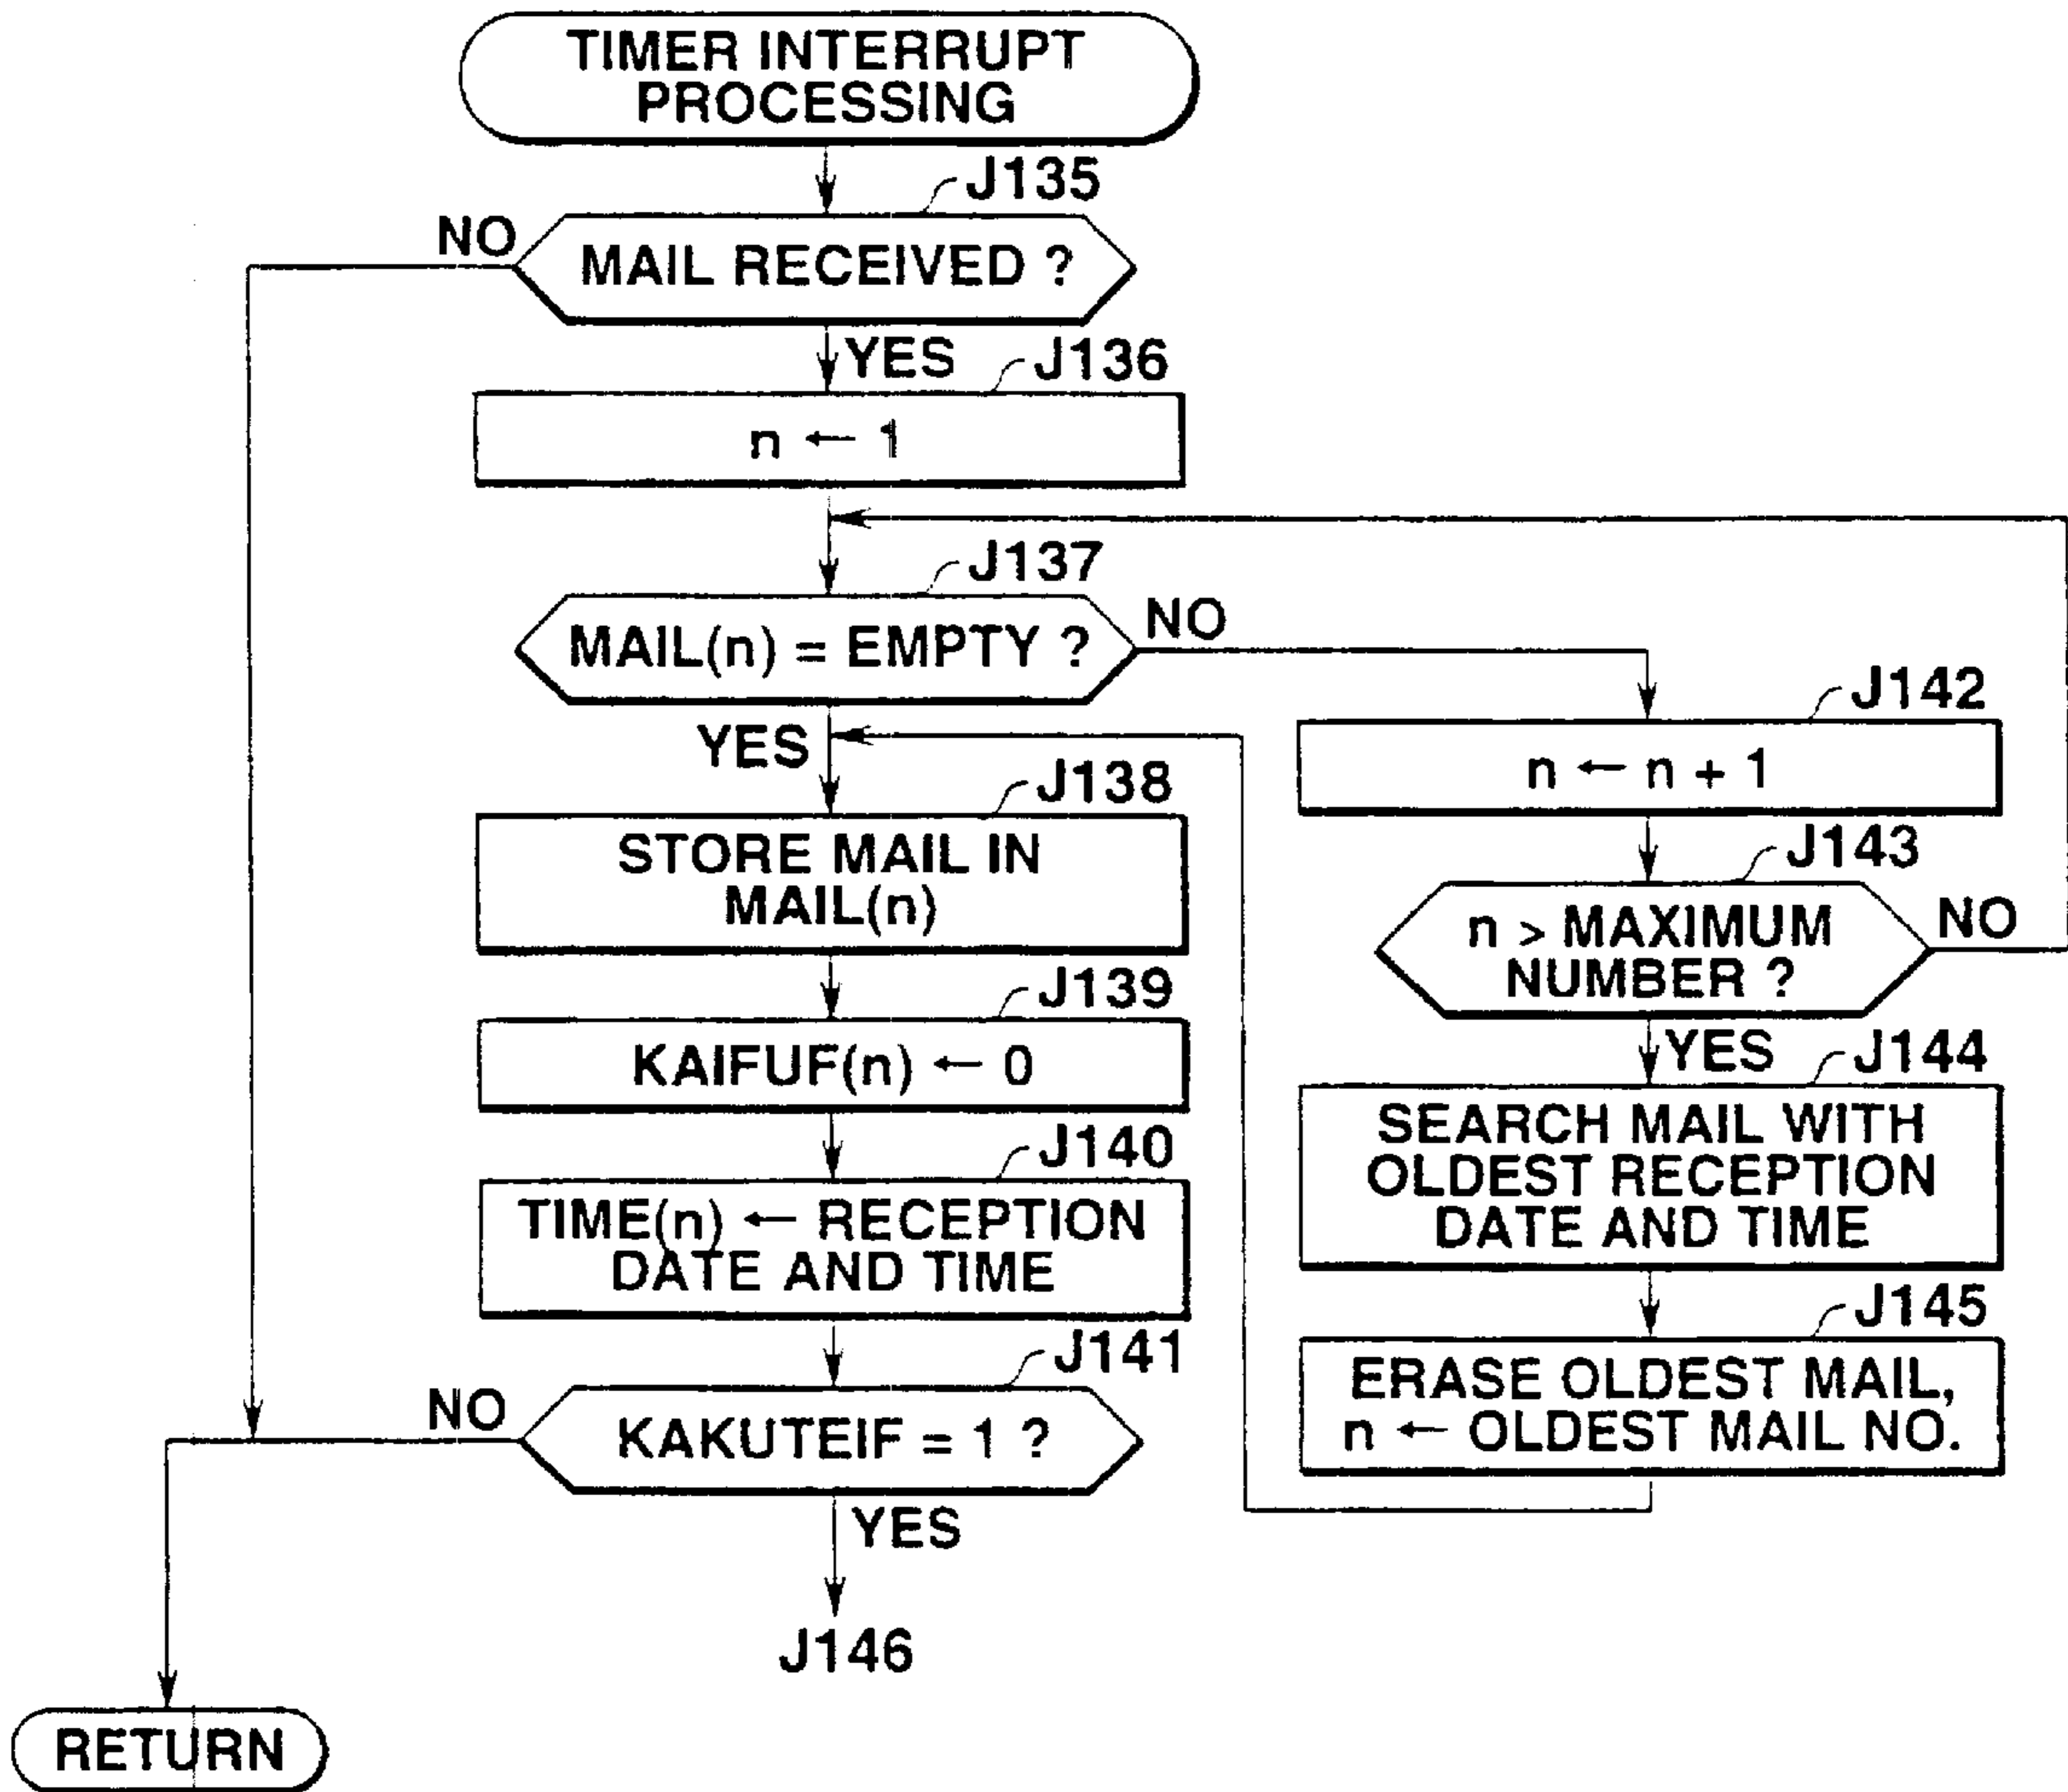 TIMER INTERRUPT
PROCESSING
J135
NO
MAIL RECEIVED ?
YES
J136
n ← 1
J137
MAIL(n) = EMPTY ?
NO
YES
J138
STORE MAIL IN
MAIL(n)
J139
KAIFUF(n) ← 0
J140
TIME(n) ← RECEPTION
DATE AND TIME
J141
NO
KAKUTEIF = 1 ?
YES
J146
RETURN
J142
n ← n + 1
J143
n > MAXIMUM
NUMBER ?
NO
YES
J144
SEARCH MAIL WITH
OLDEST RECEPTION
DATE AND TIME
J145
ERASE OLDEST MAIL,
n ← OLDEST MAIL NO.